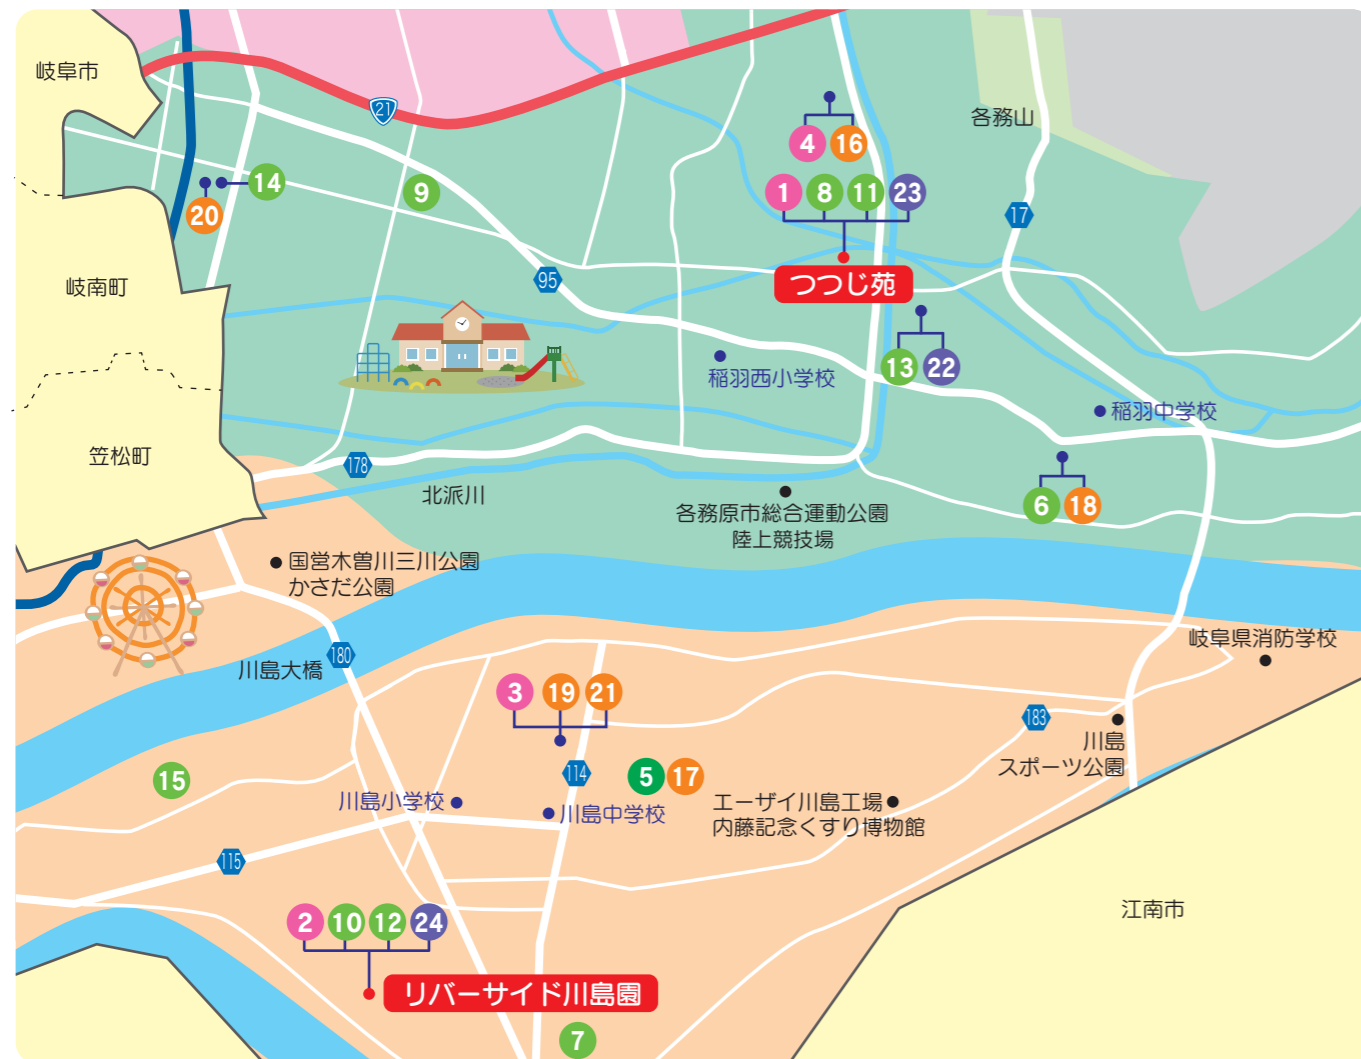 岐阜市
21
各務山
4 16
14
9
1 8 11 23
20
17
岐南町
95
つつじ苑
稲羽西小学校
13 22
稲羽中学校
笠松町
178
北派川
6 18
各務原市総合運動公園
陸上競技場
国営木曽川三川公園
かさだ公園
岐阜県消防学校
川島大橋
180
3 19 21
183
川島
スポーツ公園
15
114
5 17
川島小学校
川島中学校
エーザイ川島工場
内藤記念くすり博物館
115
2 10 12 24
江南市
リバーサイド川島園
7